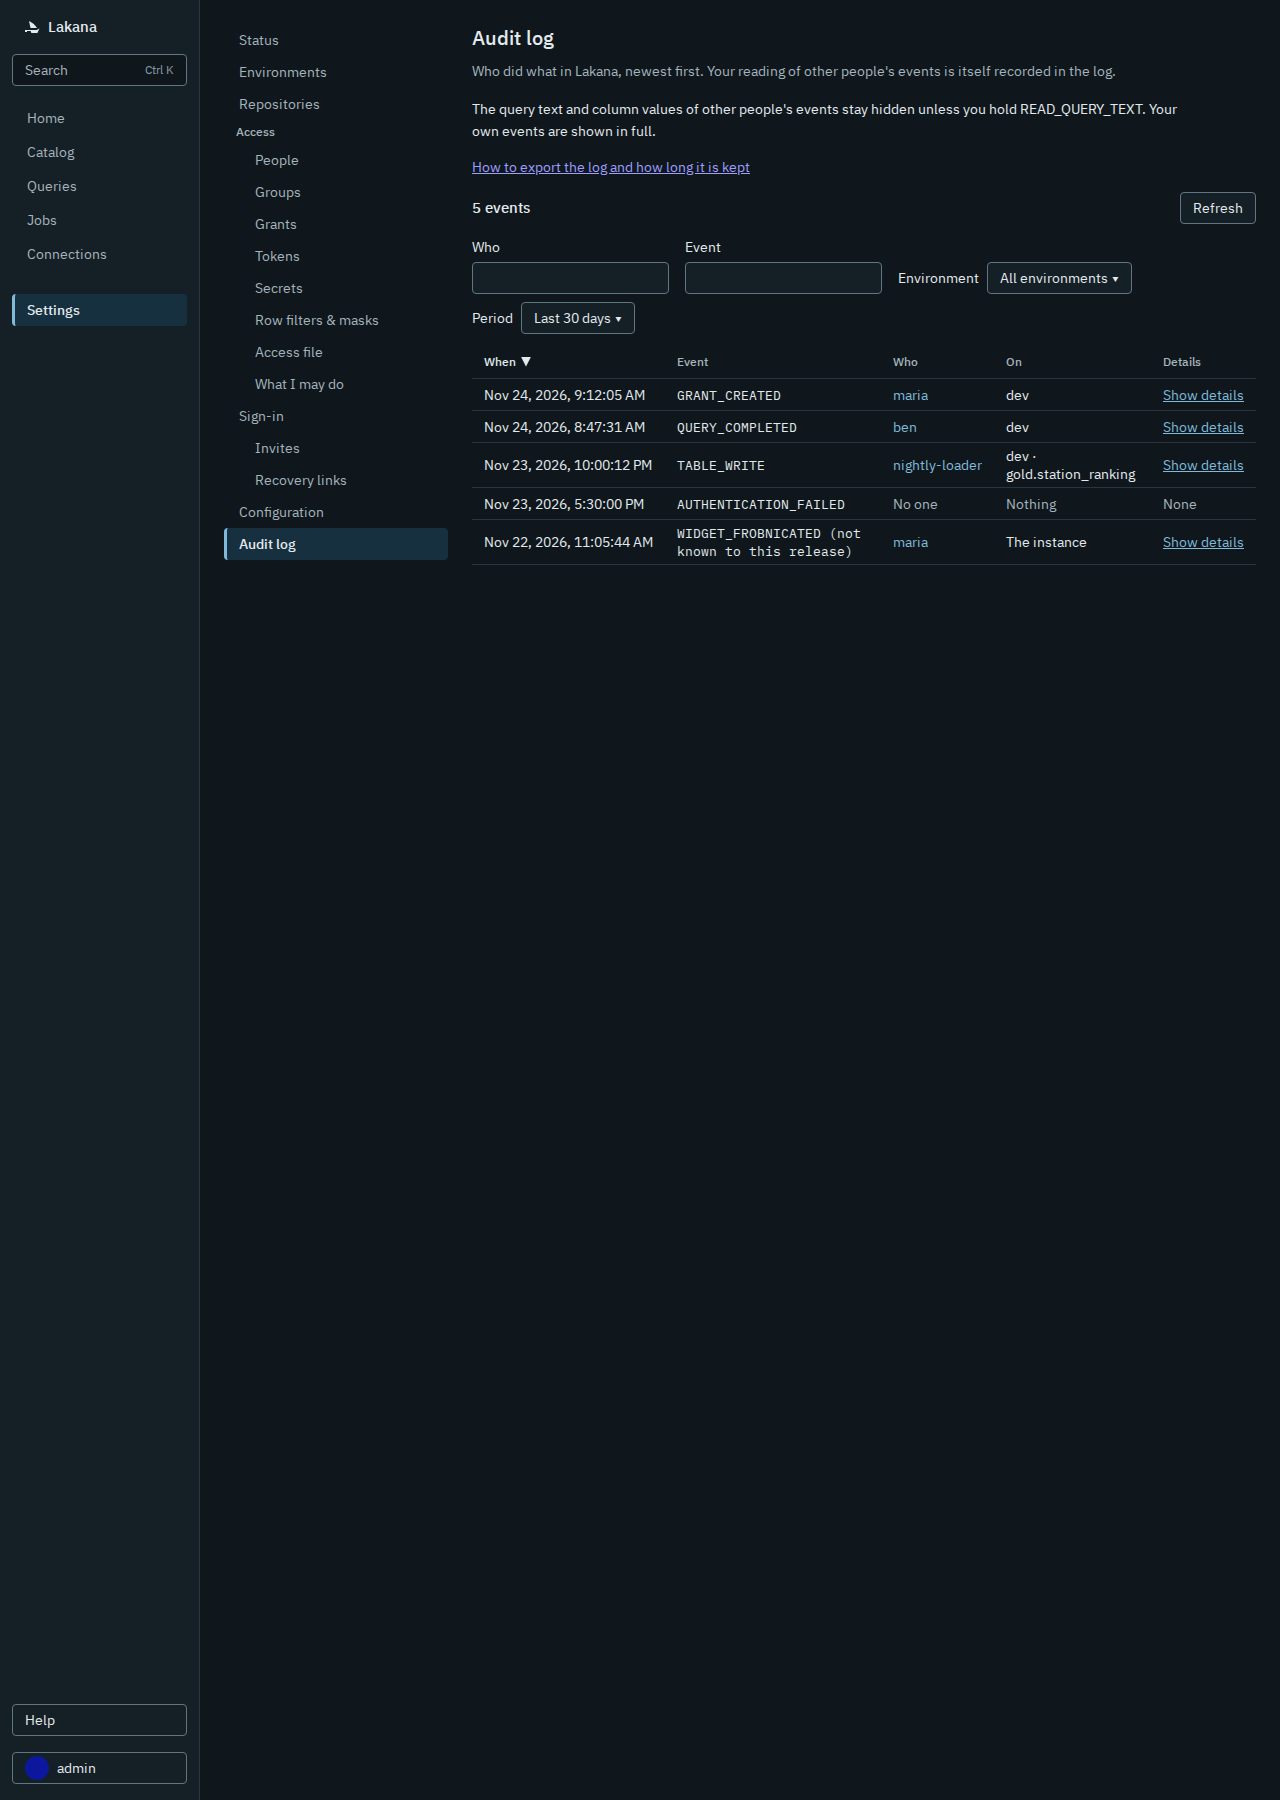 Lakana
Search Ctrl K
Home
Catalog
Queries
Jobs
Connections
Settings
Help
admin
Status
Environments
Repositories
Access
People
Groups
Grants
Tokens
Secrets
Row filters & masks
Access file
What I may do
Sign-in
Invites
Recovery links
Configuration
Audit log
Audit log
Who did what in Lakana, newest first. Your reading of other people's events is itself recorded in the log.
The query text and column values of other people's events stay hidden unless you hold READ_QUERY_TEXT. Your
own events are shown in full.
How to export the log and how long it is kept
5 events Refresh
Who Event
Environment All environments ▾
Period Last 30 days ▾
When ▼ Event Who On Details
Nov 24, 2026, 9:12:05 AM GRANT_CREATED maria dev Show details
Nov 24, 2026, 8:47:31 AM QUERY_COMPLETED ben dev Show details
Nov 23, 2026, 10:00:12 PM TABLE_WRITE nightly-loader dev ·
gold.station_ranking Show details
Nov 23, 2026, 5:30:00 PM AUTHENTICATION_FAILED No one Nothing None
Nov 22, 2026, 11:05:44 AM WIDGET_FROBNICATED (not
known to this release) maria The instance Show details